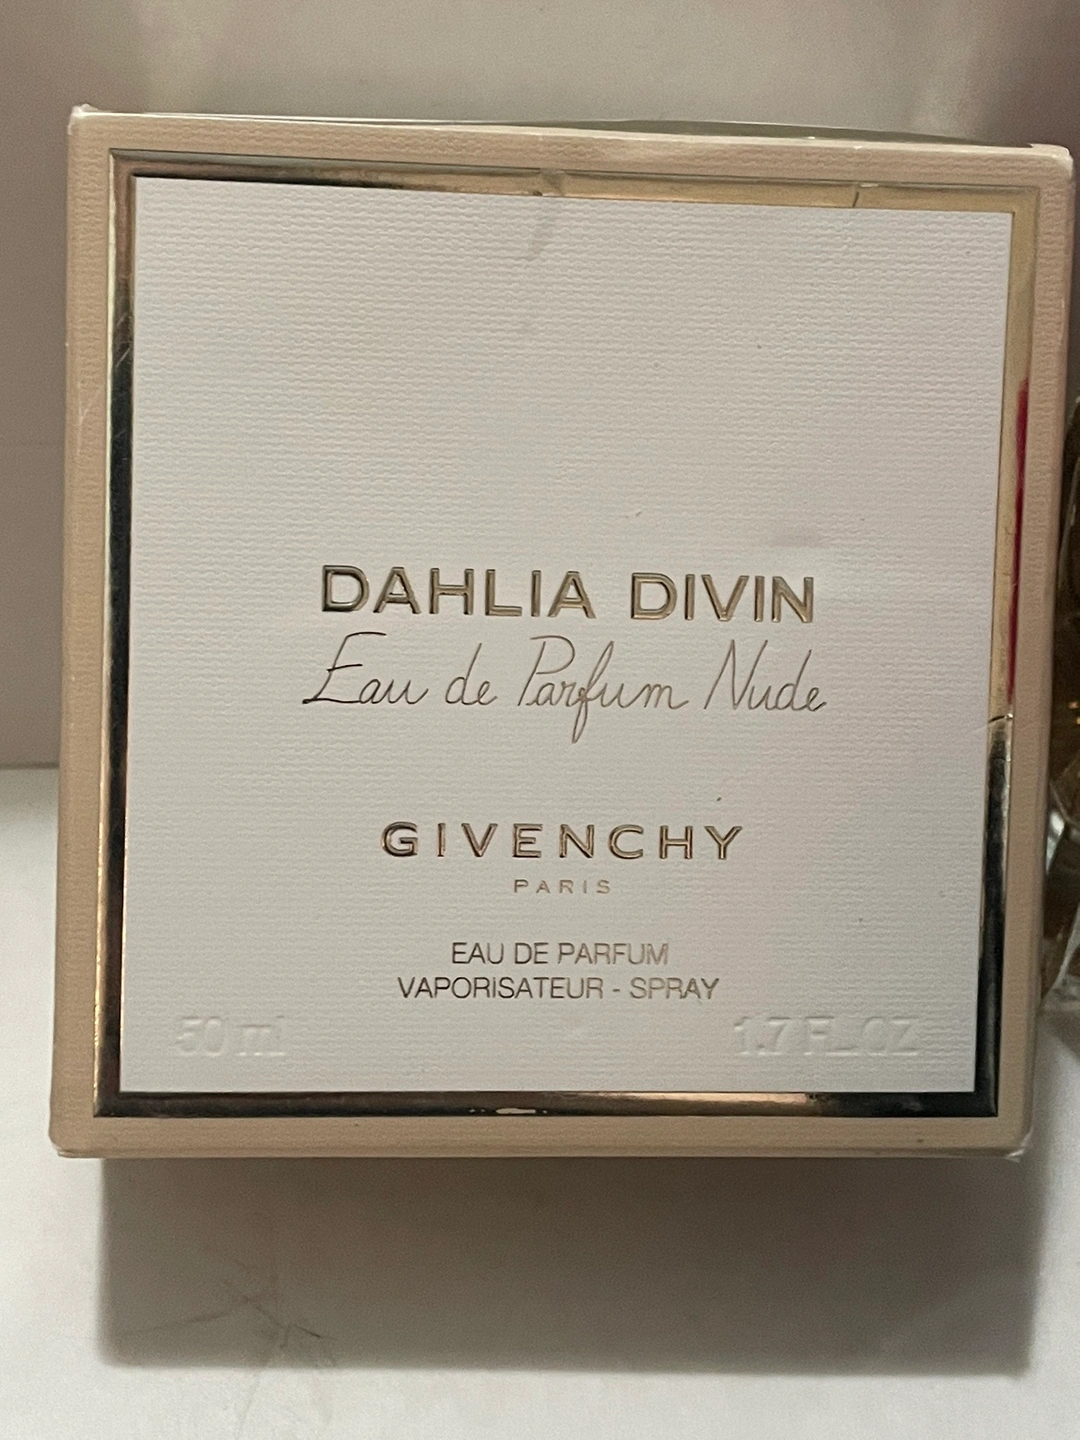 DAHLIA DIVIN
Eau de Parfum Nude
GIVENCHY
PARIS
EAU DE PARFUM
VAPORISATEUR - SPRAY
50 ml 1.7 FL.OZ